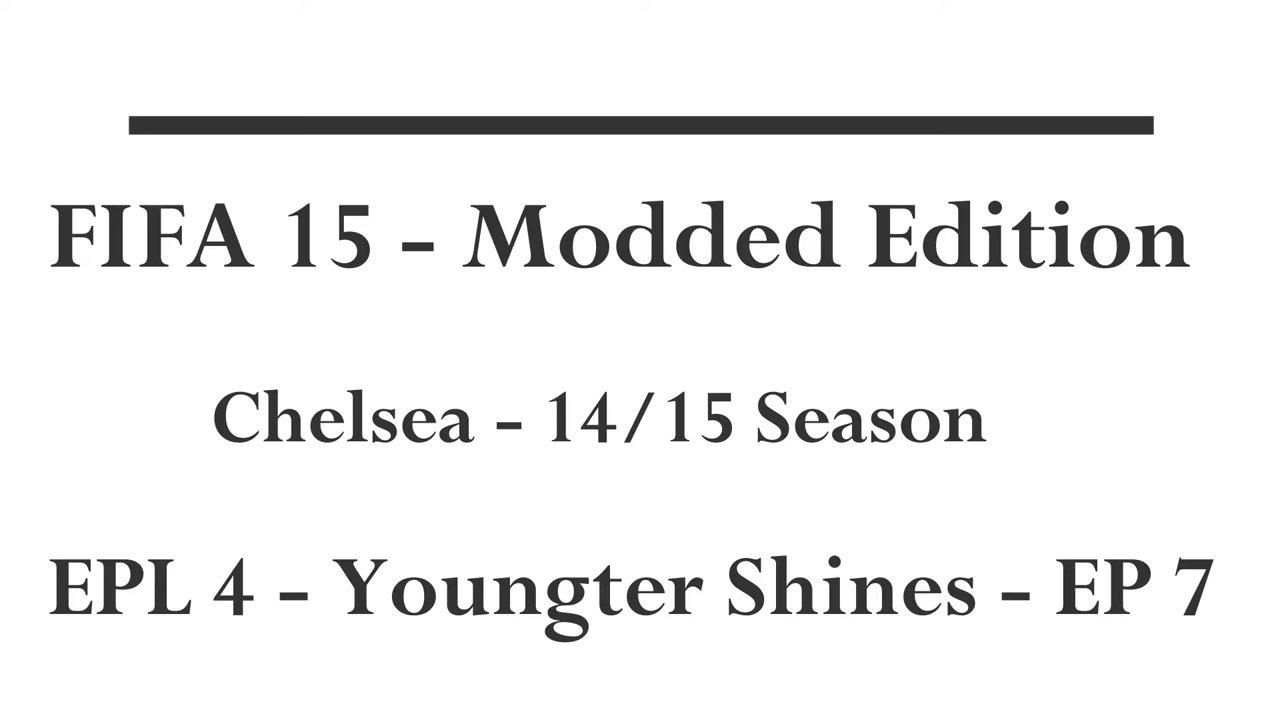 FIFA 15 - Modded Edition
Chelsea - 14/15 Season
EPL 4 - Youngter Shines - EP 7